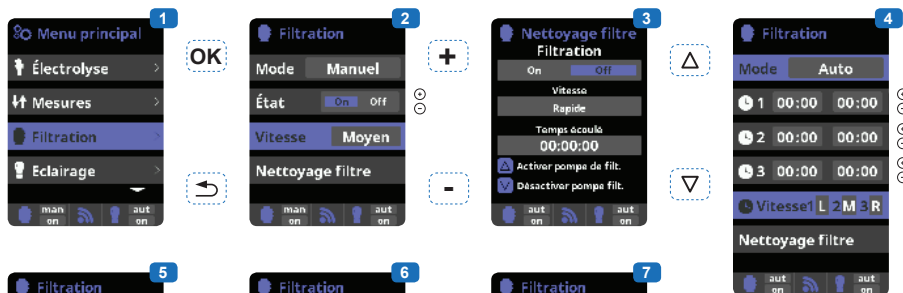 1
Menu principal
Électrolyse
Mesures
Filtration
Eclairage
man on aut on
OK
2
Filtration
Mode Manuel
État On Off
Vitesse Moyen
Nettoyage filtre
man on aut on
+
-
3
Nettoyage filtre
Filtration
On Off
Vitesse
Rapide
Temps écoulé
00:00:00
Activer pompe de filt.
Désactiver pompe filt.
aut on aut on
4
Filtration
Mode Auto
1 00:00 00:00
2 00:00 00:00
3 00:00 00:00
Vitesse1 L 2 M 3 R
Nettoyage filtre
aut on aut on
5
Filtration
6
Filtration
7
Filtration